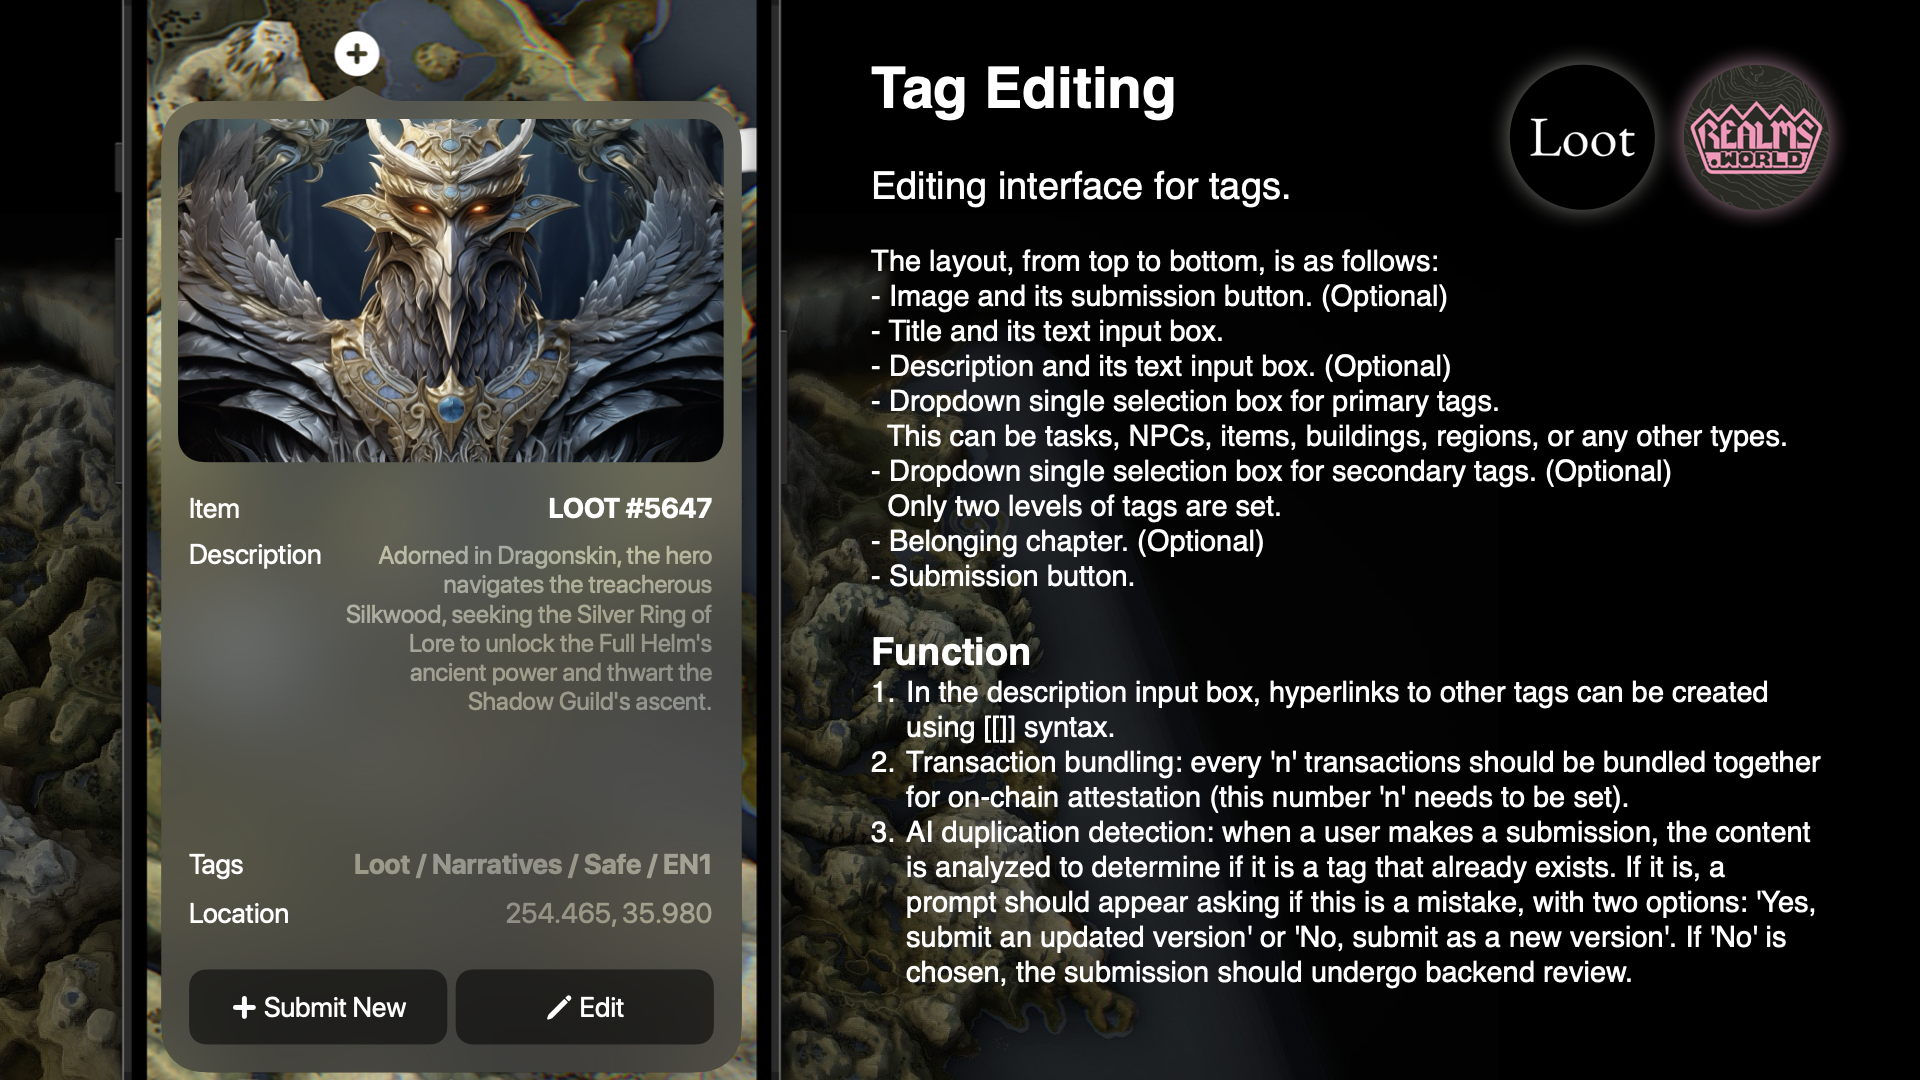 Item LOOT #5647
Description Adorned in Dragonskin, the hero
navigates the treacherous
Silkwood, seeking the Silver Ring of
Lore to unlock the Full Helm's
ancient power and thwart the
Shadow Guild's ascent.
Tags Loot / Narratives / Safe / EN1
Location 254.465, 35.980
Submit New Edit
Tag Editing
Loot
REALMS
.WORLD
Editing interface for tags.
The layout, from top to bottom, is as follows:
- Image and its submission button. (Optional)
- Title and its text input box.
- Description and its text input box. (Optional)
- Dropdown single selection box for primary tags.
This can be tasks, NPCs, items, buildings, regions, or any other types.
- Dropdown single selection box for secondary tags. (Optional)
Only two levels of tags are set.
- Belonging chapter. (Optional)
- Submission button.
Function
1. In the description input box, hyperlinks to other tags can be created
using [[]] syntax.
2. Transaction bundling: every 'n' transactions should be bundled together
for on-chain attestation (this number 'n' needs to be set).
3. AI duplication detection: when a user makes a submission, the content
is analyzed to determine if it is a tag that already exists. If it is, a
prompt should appear asking if this is a mistake, with two options: 'Yes,
submit an updated version' or 'No, submit as a new version'. If 'No' is
chosen, the submission should undergo backend review.